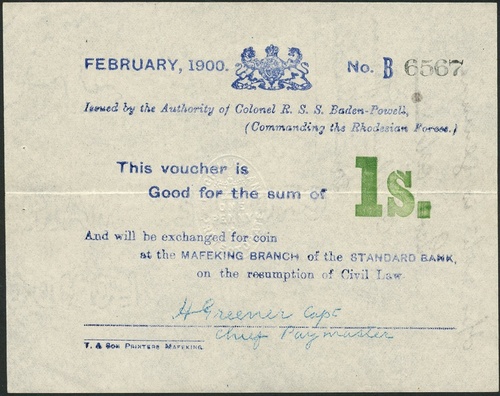 FEBRUARY, 1900. No. B 6567
Issued by the Authority of Colonel R. S. S. Baden-Powell,
(Commanding the Rhodesian Forces.)
This voucher is
Good for the sum of 1s.
And will be exchanged for coin
at the MAFEKING BRANCH of the STANDARD BANK,
on the resumption of Civil Law.
H Greener Capt
Chief Paymaster
T. & SON PRINTERS MAFEKING.